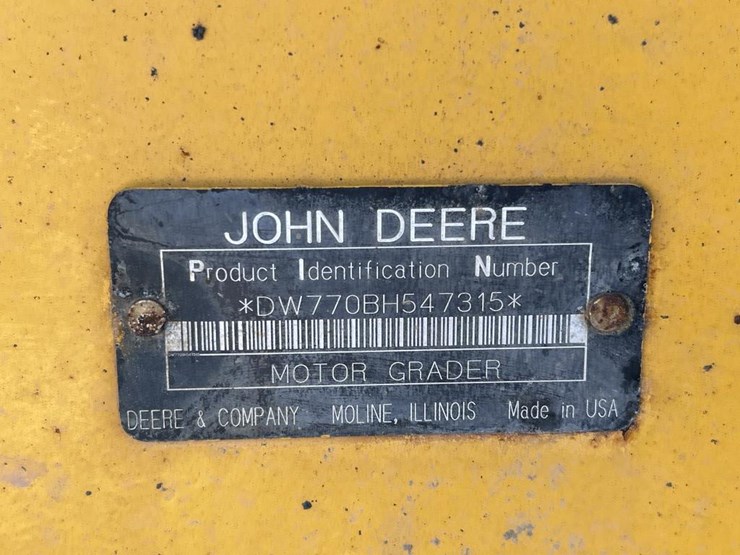 JOHN DEERE
Product Identification Number
*DW770BH547315*
MOTOR GRADER
DEERE & COMPANY MOLINE, ILLINOIS Made in USA